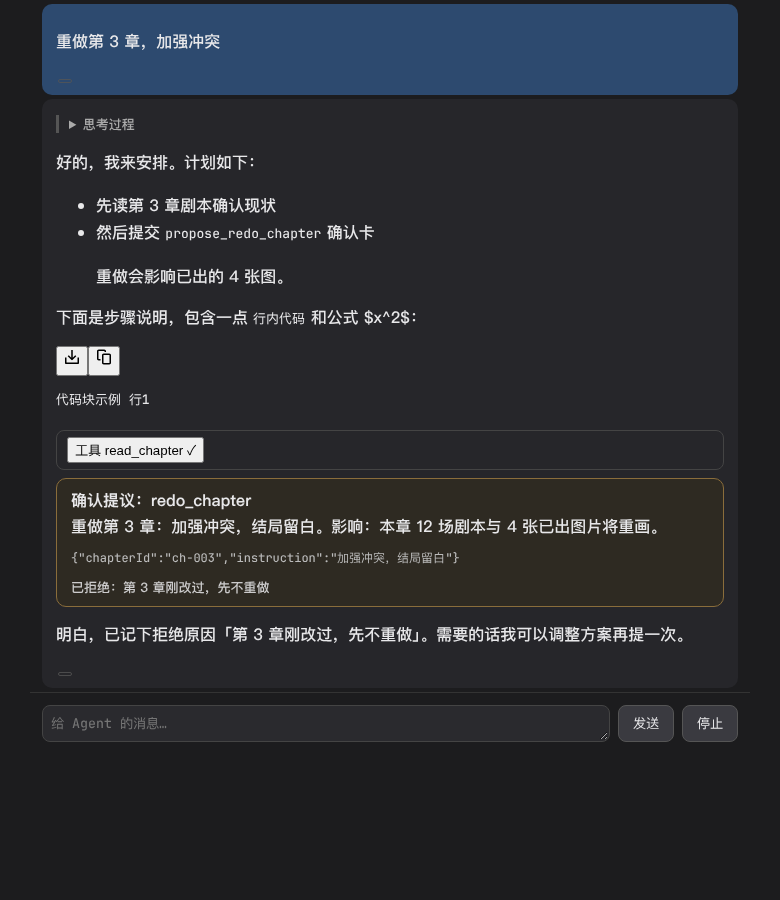 重做第 3 章，加强冲突
▶ 思考过程
好的，我来安排。计划如下：
• 先读第 3 章剧本确认现状
• 然后提交 propose_redo_chapter 确认卡
重做会影响已出的 4 张图。
下面是步骤说明，包含一点 行内代码 和公式 $x^2$：
代码块示例 行1
工具 read_chapter ✓
确认提议：redo_chapter
重做第 3 章：加强冲突，结局留白。影响：本章 12 场剧本与 4 张已出图片将重画。
{"chapterId":"ch-003","instruction":"加强冲突，结局留白"}
已拒绝：第 3 章刚改过，先不重做
明白，已记下拒绝原因「第 3 章刚改过，先不重做」。需要的话我可以调整方案再提一次。
给 Agent 的消息… 发送 停止